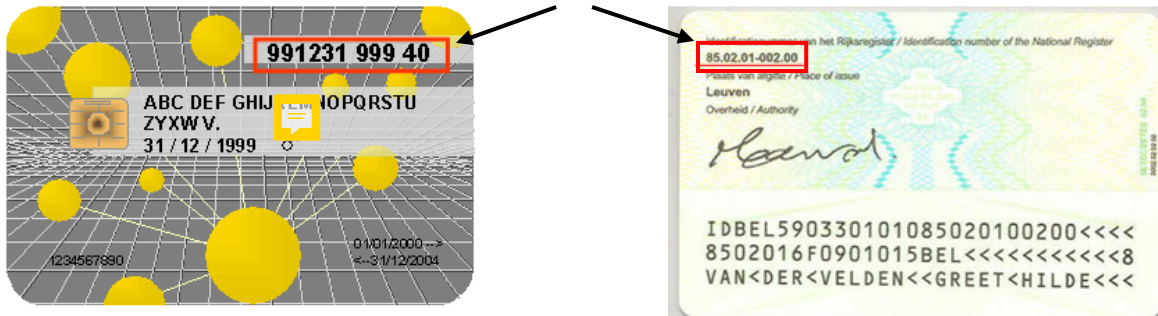 991231 999 40
ABC DEF GHIJ NOPQRSTU
ZYXW V.
31 / 12 / 1999
01/01/2000 -->
1234567890
<--31/12/2004
van het Rijksregister / Identification number of the National Register
85.02.01-002.00
Plaats van afgifte / Place of issue
Leuven
Overheid / Authority
IDBEL590330101085020100200<<<<
8502016F0901015BEL<<<<<<<<<<<8
VAN<DER<VELDEN<<GREET<HILDE<<<